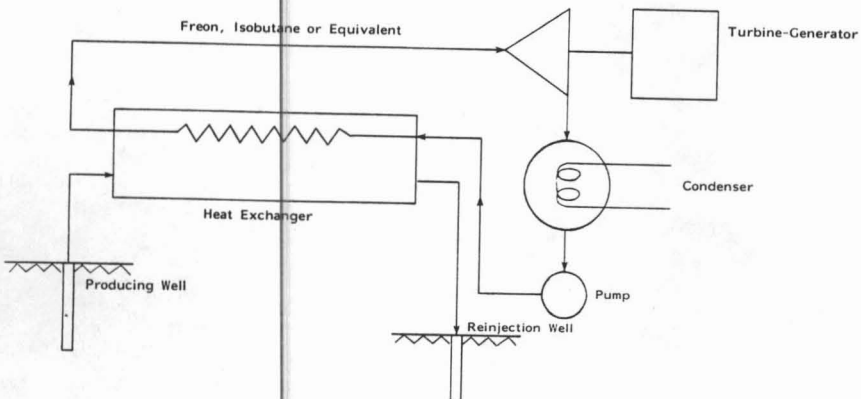 Freon, Isobutane or Equivalent
Turbine-Generator
Condenser
Heat Exchanger
Producing Well
Pump
Reinjection Well